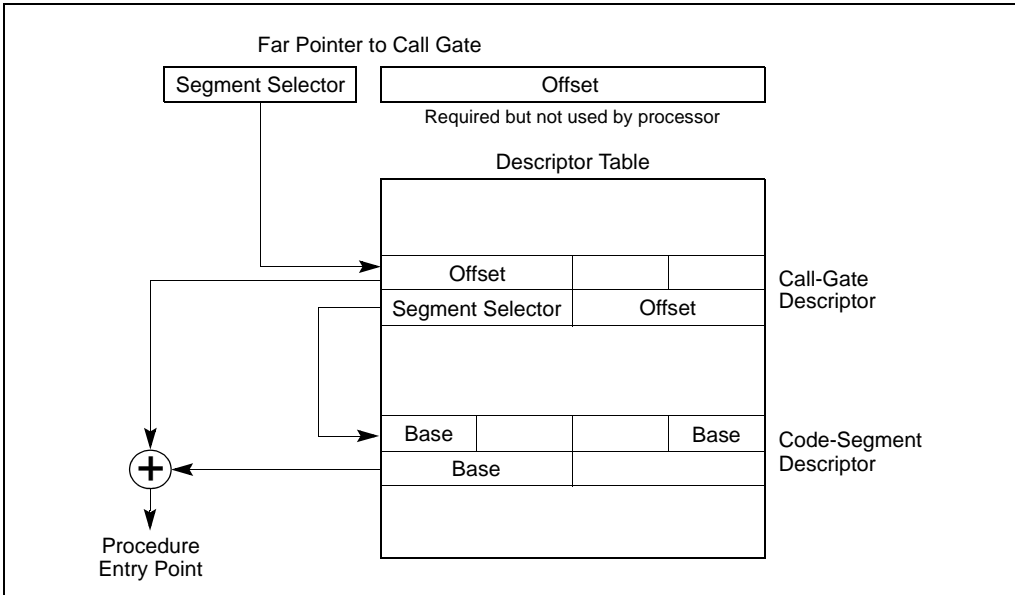 Far Pointer to Call Gate
Segment Selector
Offset
Required but not used by processor
Descriptor Table
Offset
Call-Gate
Descriptor
Segment Selector
Offset
Base
Base
Code-Segment
Descriptor
Base
+
Procedure
Entry Point